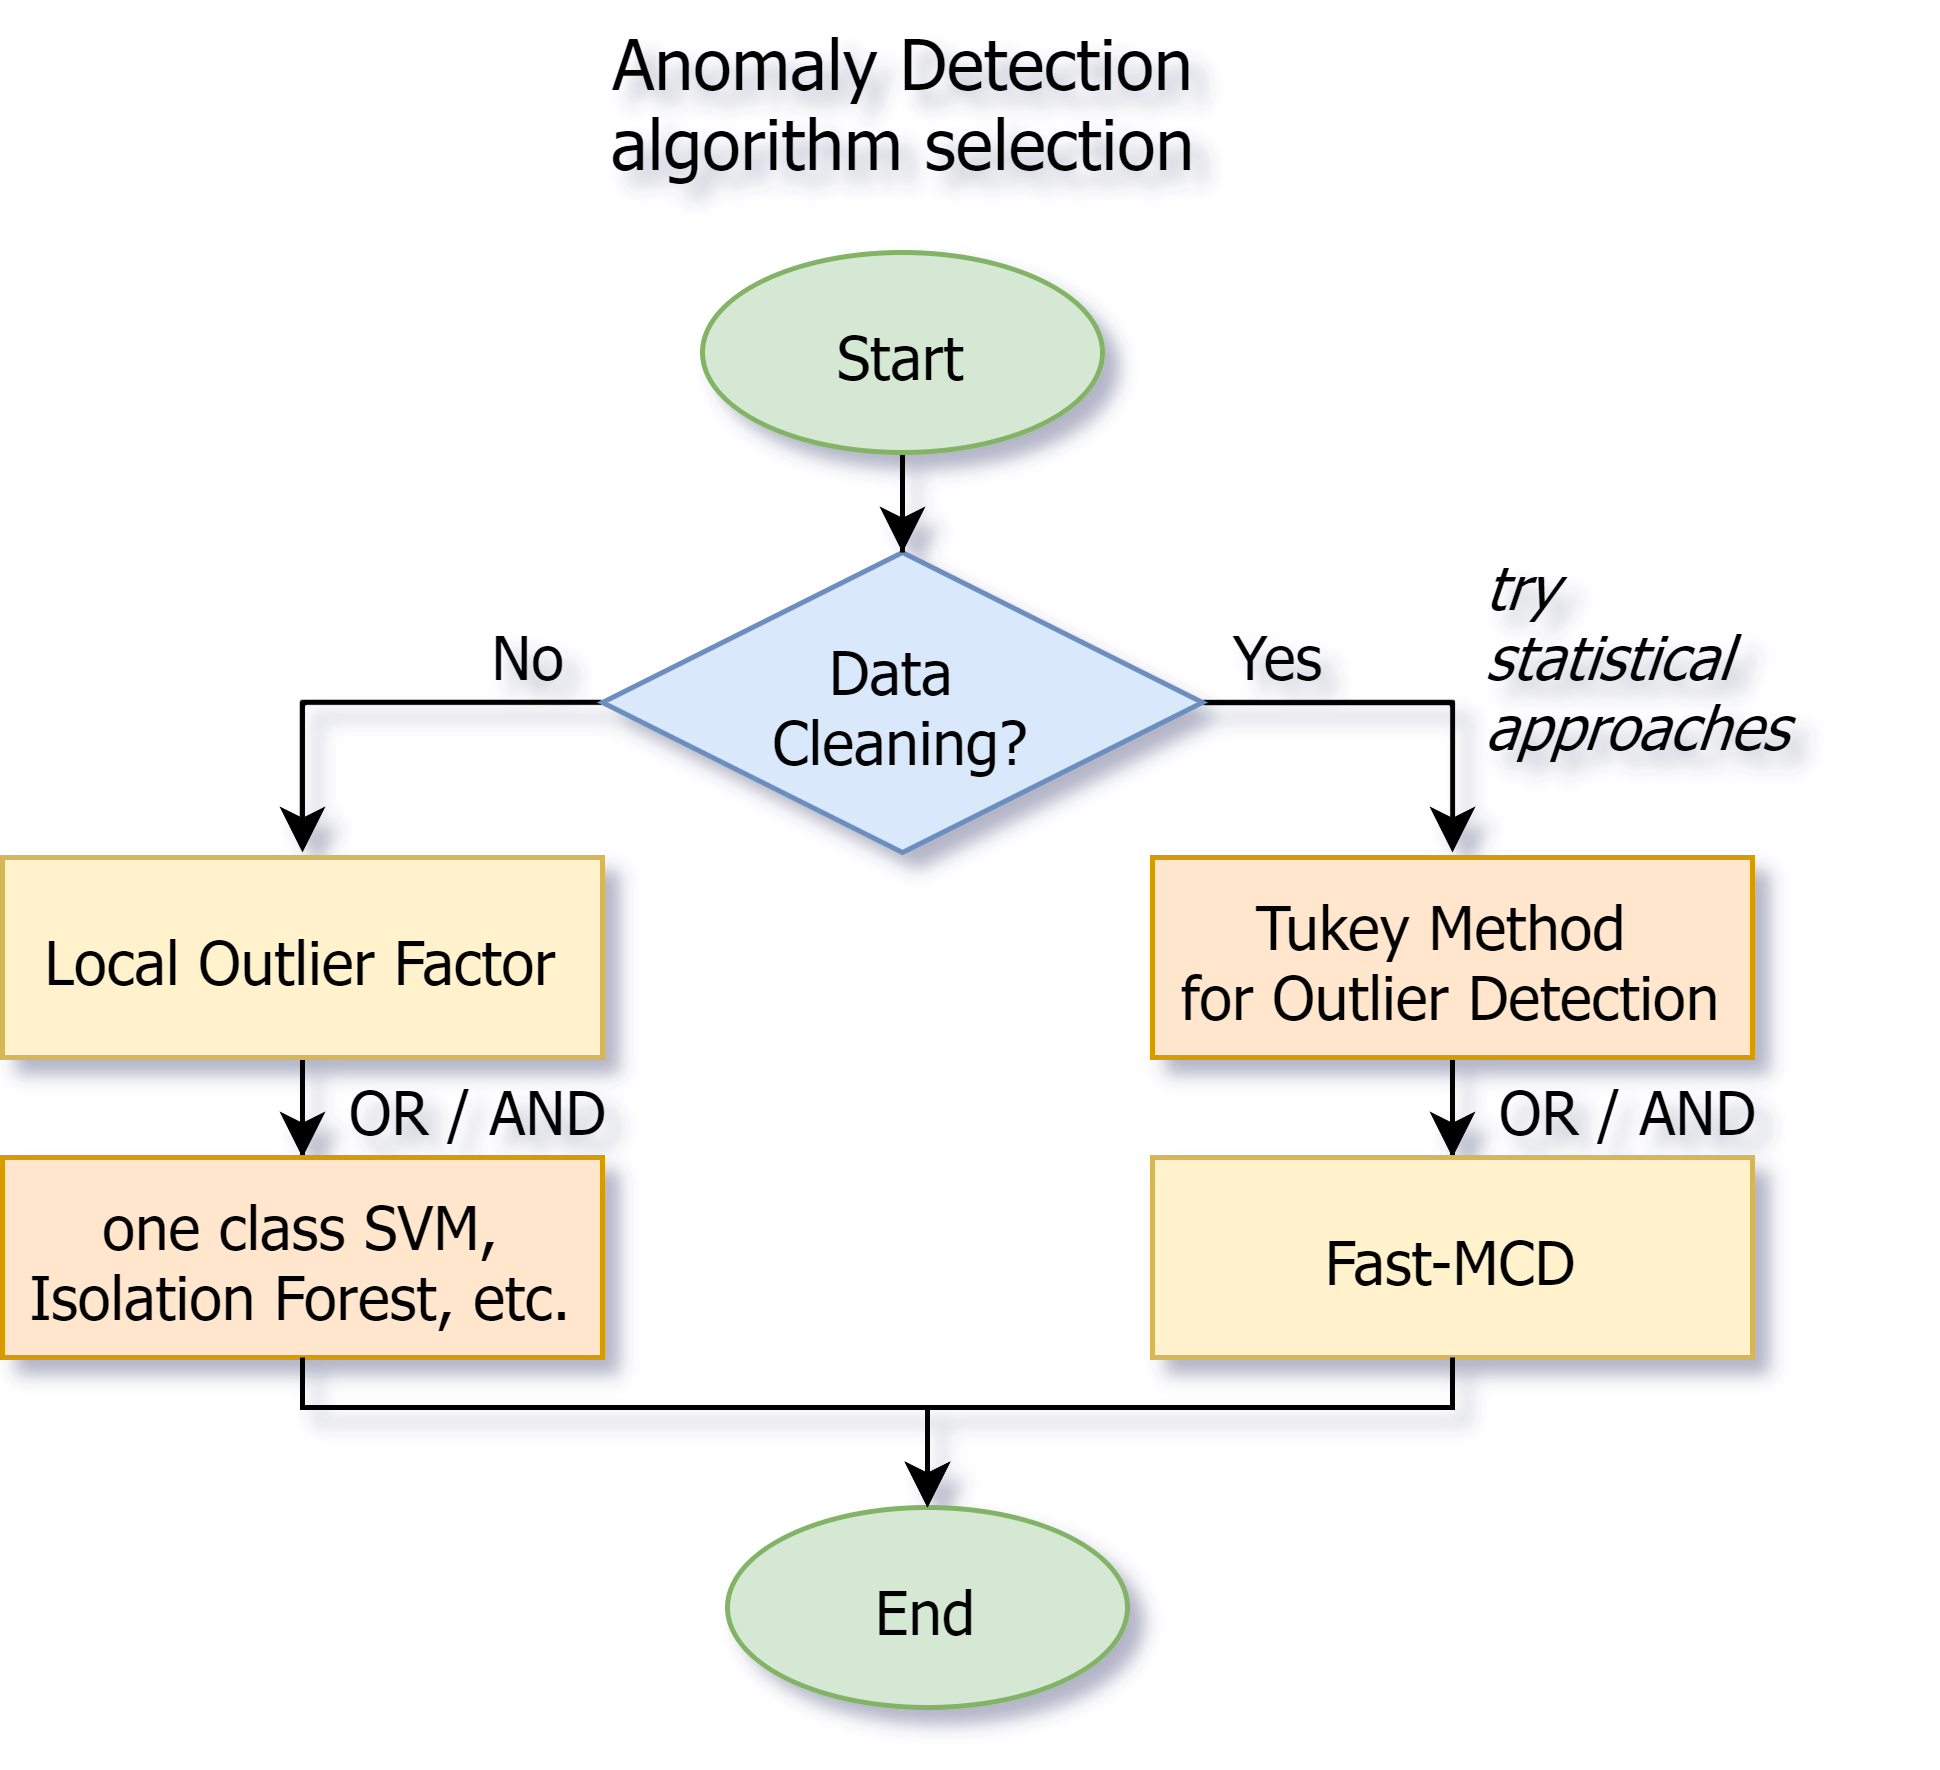 Anomaly Detection
algorithm selection
Start
Data
Cleaning?
No
Yes
try
statistical
approaches
Local Outlier Factor
OR / AND
one class SVM,
Isolation Forest, etc.
Tukey Method
for Outlier Detection
OR / AND
Fast-MCD
End